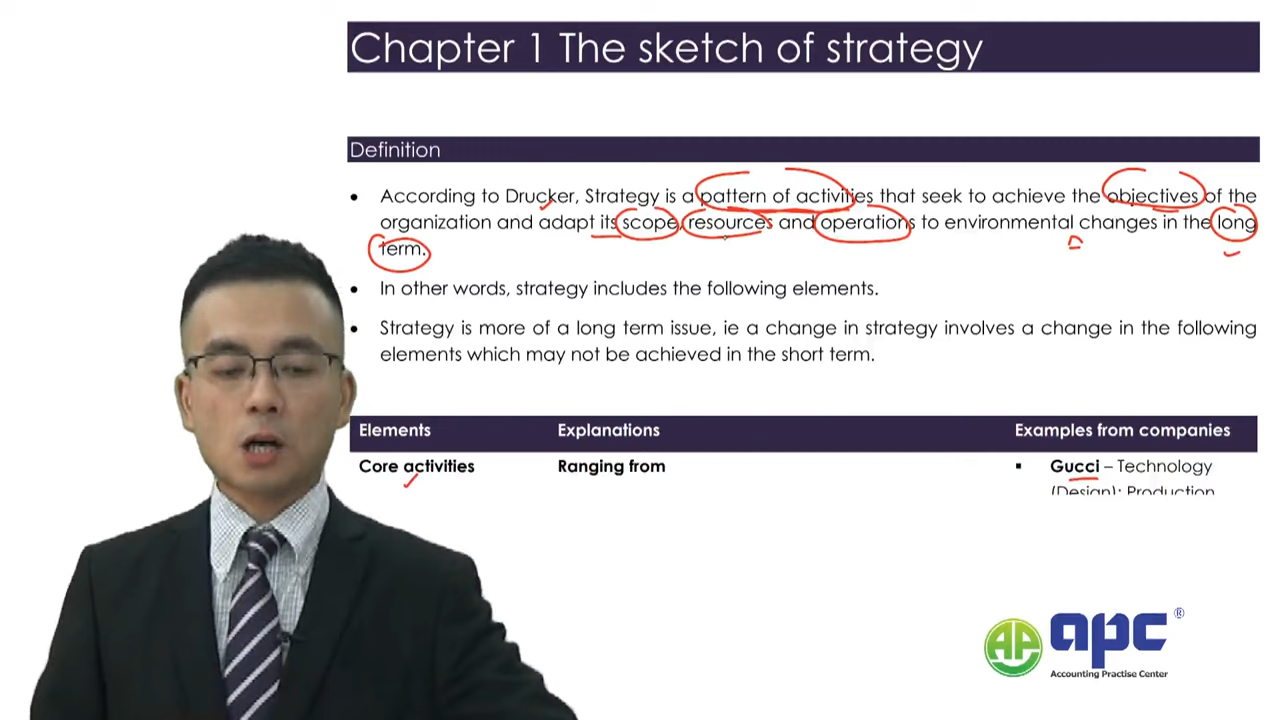 Chapter 1 The sketch of strategy
Definition
• According to Drucker, Strategy is a pattern of activities that seek to achieve the objectives of the
organization and adapt its scope, resources and operations to environmental changes in the long
term.
• In other words, strategy includes the following elements.
• Strategy is more of a long term issue, ie a change in strategy involves a change in the following
elements which may not be achieved in the short term.
Elements Explanations Examples from companies
Core activities Ranging from ▪ Gucci – Technology
(Design); Production
AP apc ®
Accounting Practise Center